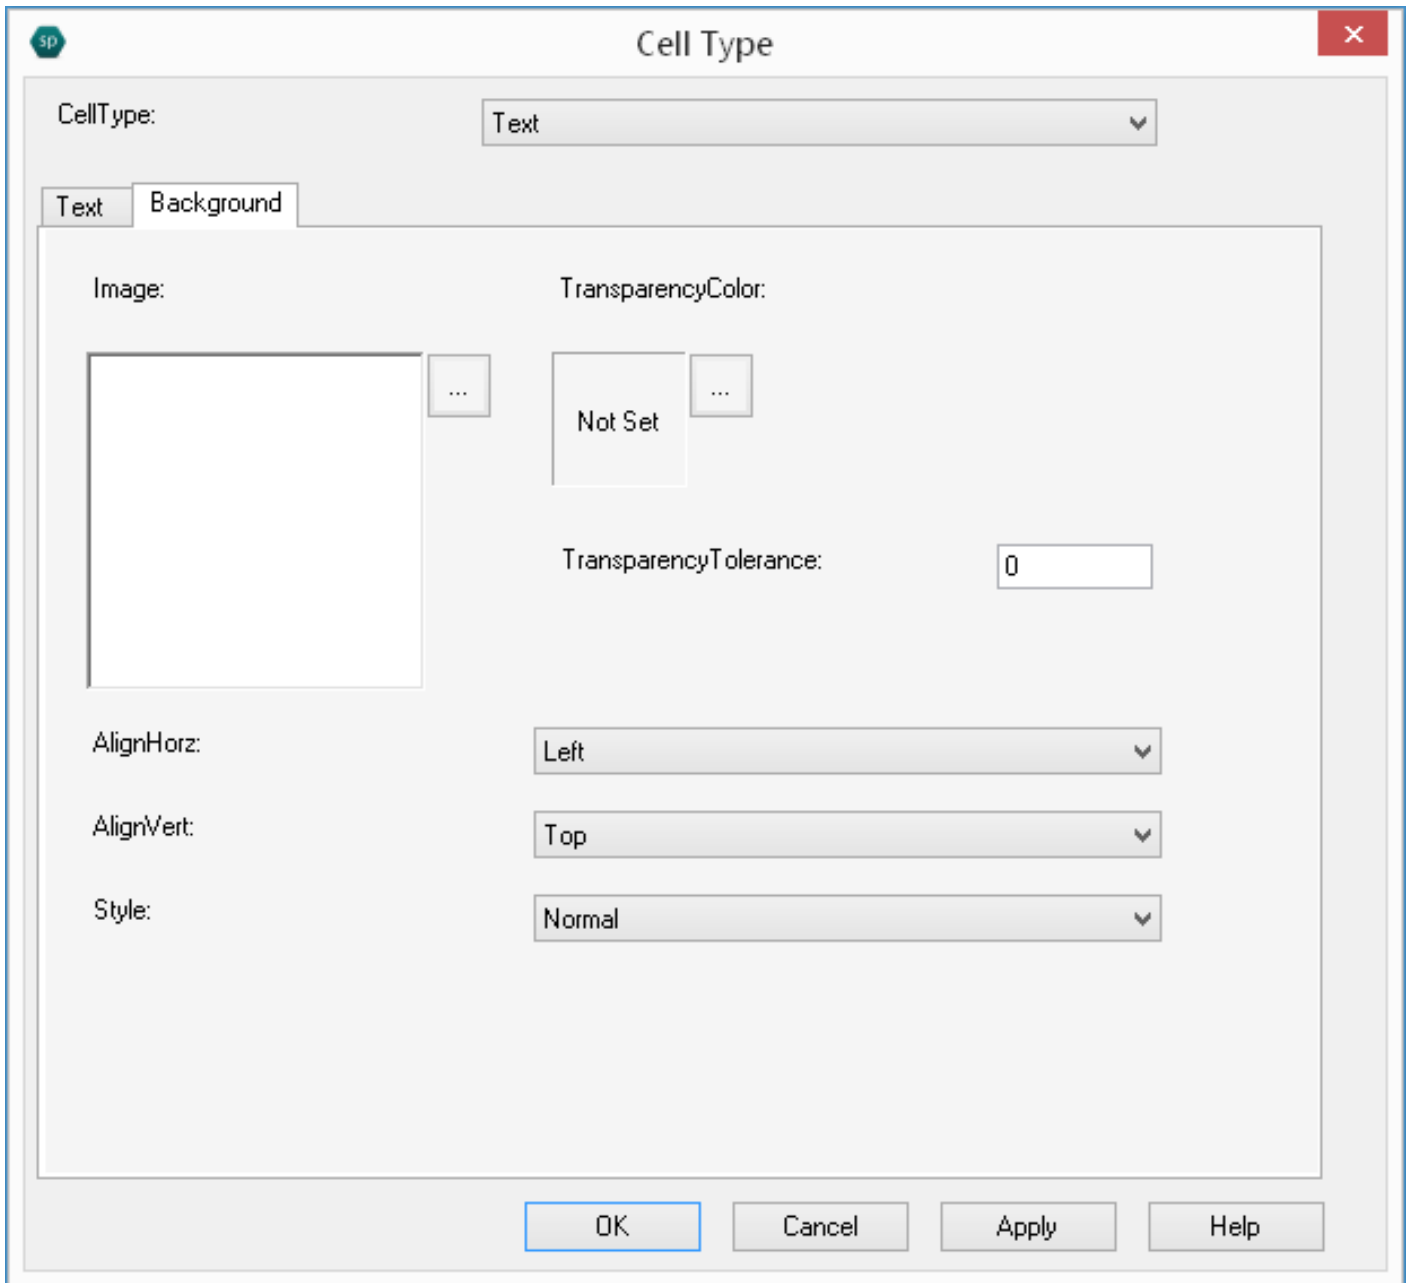 sp
Cell Type
CellType:
Text
Text
Background
Image:
TransparencyColor:
...
Not Set
...
TransparencyTolerance:
0
AlignHorz:
Left
AlignVert:
Top
Style:
Normal
OK
Cancel
Apply
Help